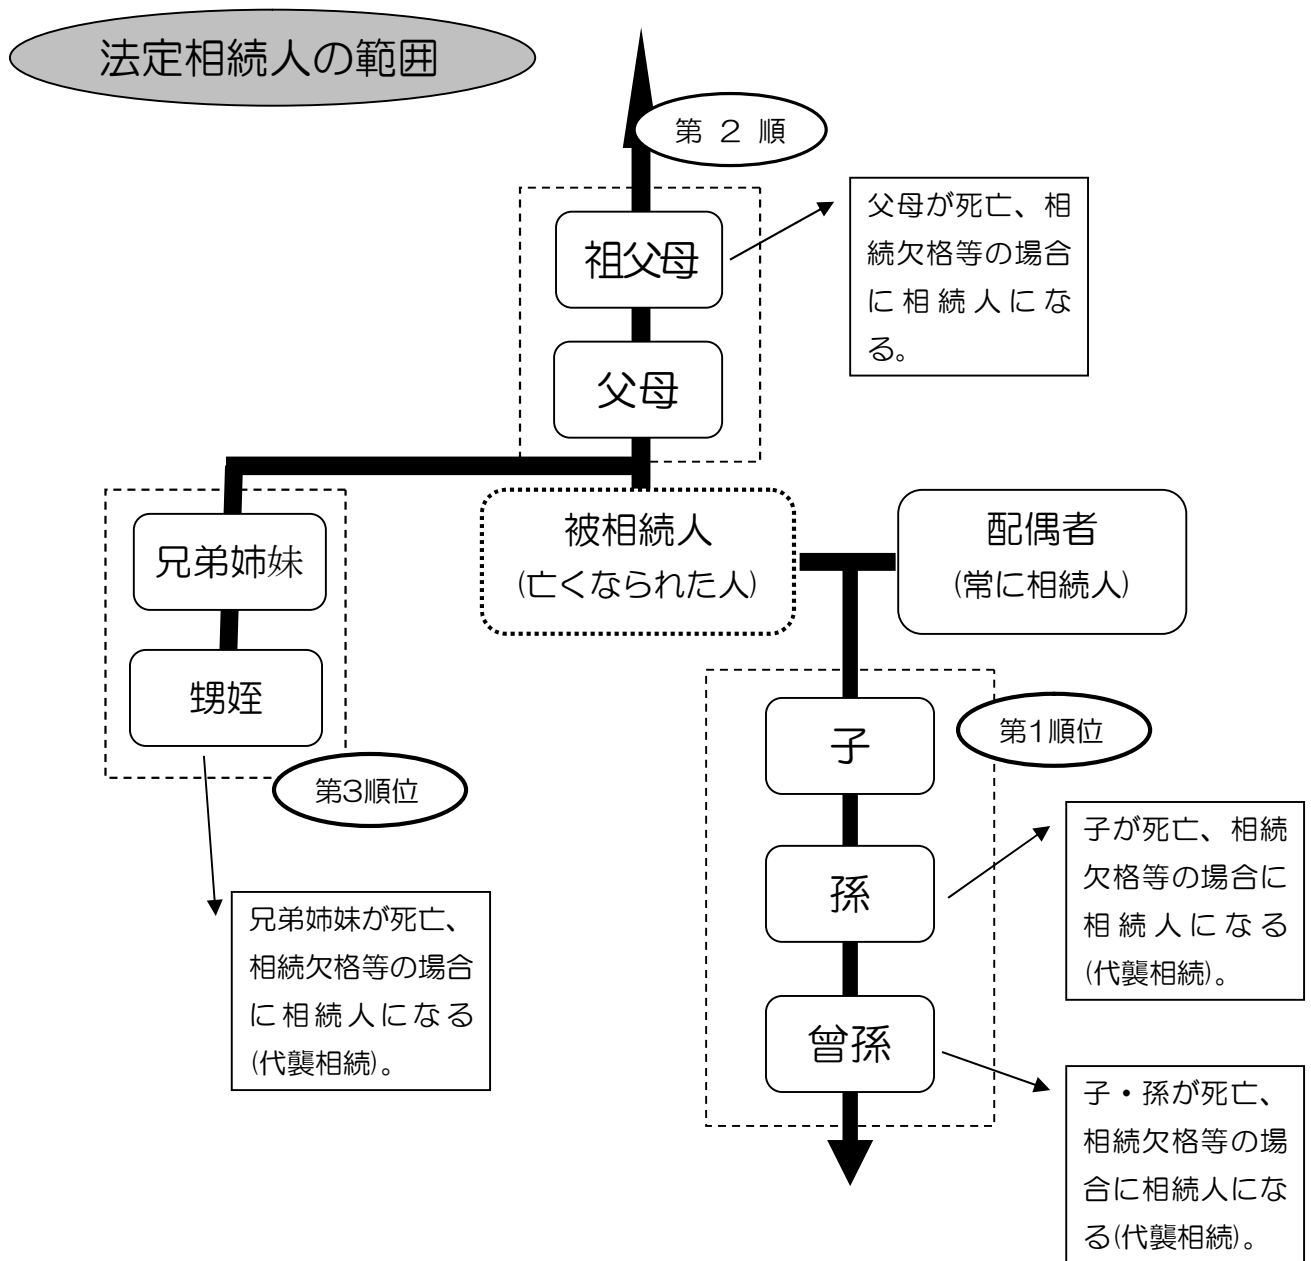 法定相続人の範囲
第 2 順
祖父母
父母が死亡、相
続欠格等の場合
に相続人にな
る。
父母
被相続人
(亡くなられた人)
配偶者
(常に相続人)
兄弟姉妹
甥姪
第3順位
兄弟姉妹が死亡、
相続欠格等の場合
に相続人になる
(代襲相続)。
子
第1順位
孫
子が死亡、相続
欠格等の場合に
相続人になる
(代襲相続)。
曾孫
子・孫が死亡、
相続欠格等の場
合に相続人にな
る(代襲相続)。